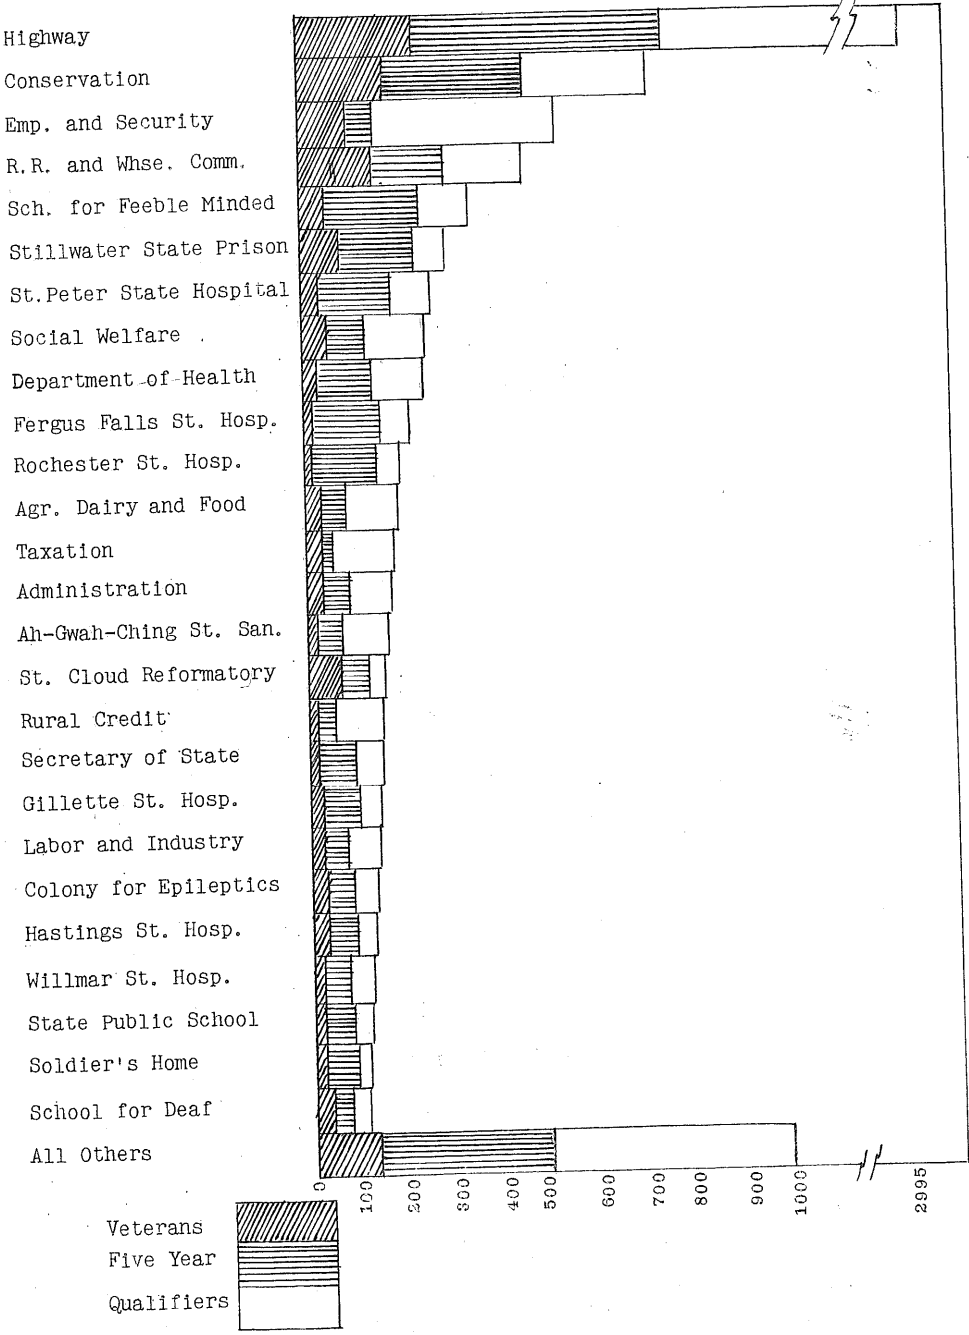 Highway
Conservation
Emp. and Security
R.R. and Whse. Comm.
Sch. for Feeble Minded
Stillwater State Prison
St.Peter State Hospital
Social Welfare
Department of Health
Fergus Falls St. Hosp.
Rochester St. Hosp.
Agr. Dairy and Food
Taxation
Administration
Ah-Gwah-Ching St. San.
St. Cloud Reformatory
Rural Credit
Secretary of State
Gillette St. Hosp.
Labor and Industry
Colony for Epileptics
Hastings St. Hosp.
Willmar St. Hosp.
State Public School
Soldier's Home
School for Deaf
All Others
0 100 200 300 400 500 600 700 800 900 1000 2995
Veterans
Five Year
Qualifiers